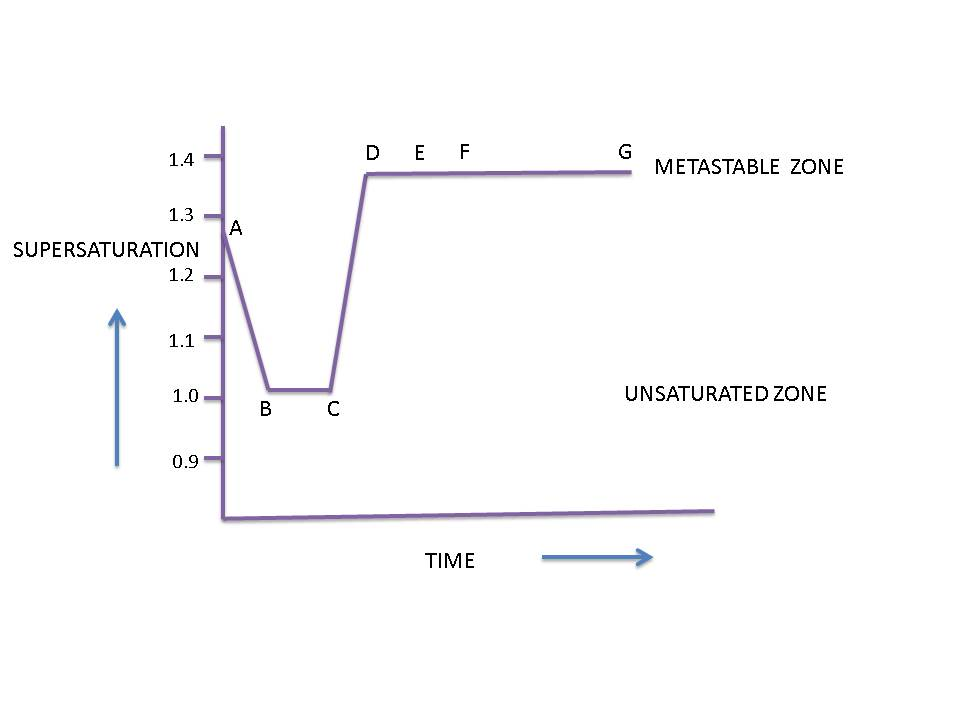 1.4
D E F G
METASTABLE ZONE
1.3
A
SUPERSATURATION
1.2
1.1
1.0
UNSATURATED ZONE
B C
0.9
TIME